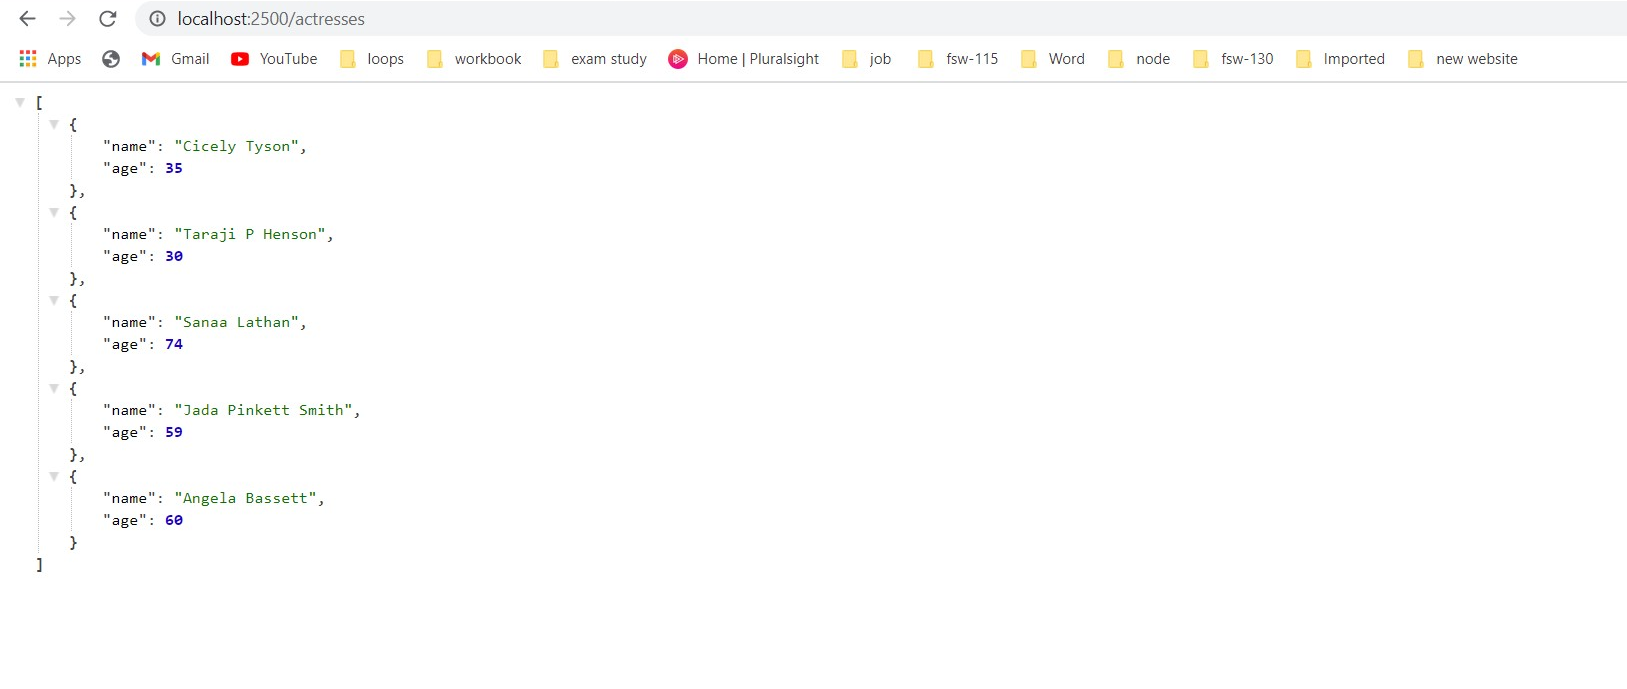 localhost:2500/actresses
Apps Gmail YouTube loops workbook exam study Home | Pluralsight job fsw-115 Word node fsw-130 Imported new website
[
{
"name": "Cicely Tyson",
"age": 35
},
{
"name": "Taraji P Henson",
"age": 30
},
{
"name": "Sanaa Lathan",
"age": 74
},
{
"name": "Jada Pinkett Smith",
"age": 59
},
{
"name": "Angela Bassett",
"age": 60
}
]